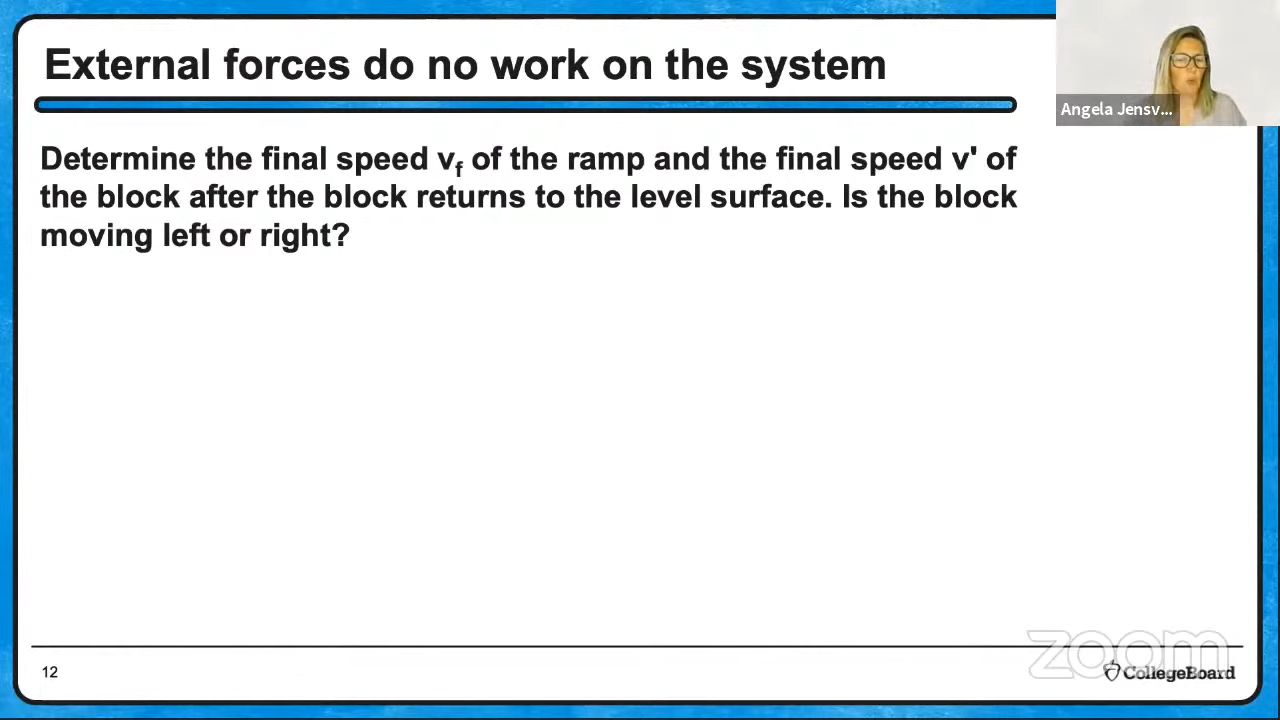 External forces do no work on the system
Angela Jensv...
Determine the final speed vf of the ramp and the final speed v' of
the block after the block returns to the level surface. Is the block
moving left or right?
zoom
12
CollegeBoard